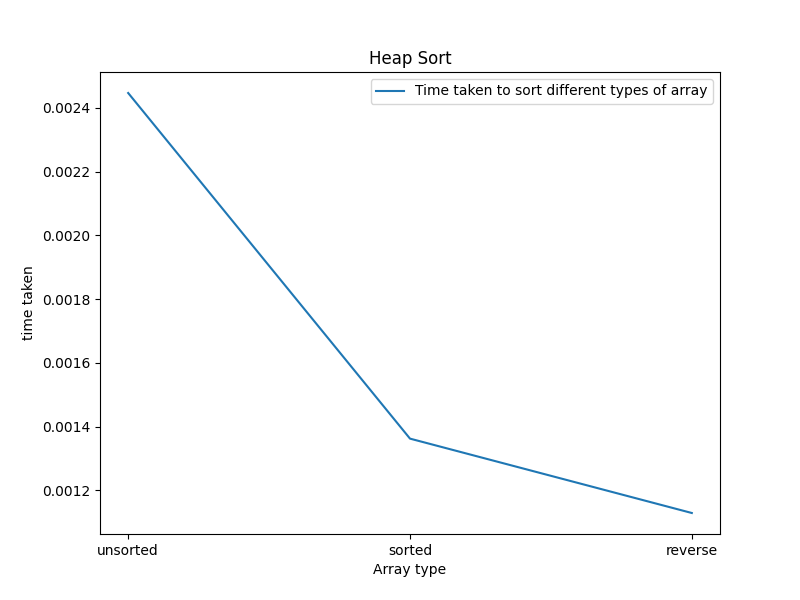 Heap Sort
Time taken to sort different types of array
0.0024
0.0022
0.0020
0.0018
0.0016
0.0014
0.0012
time taken
unsorted sorted reverse
Array type